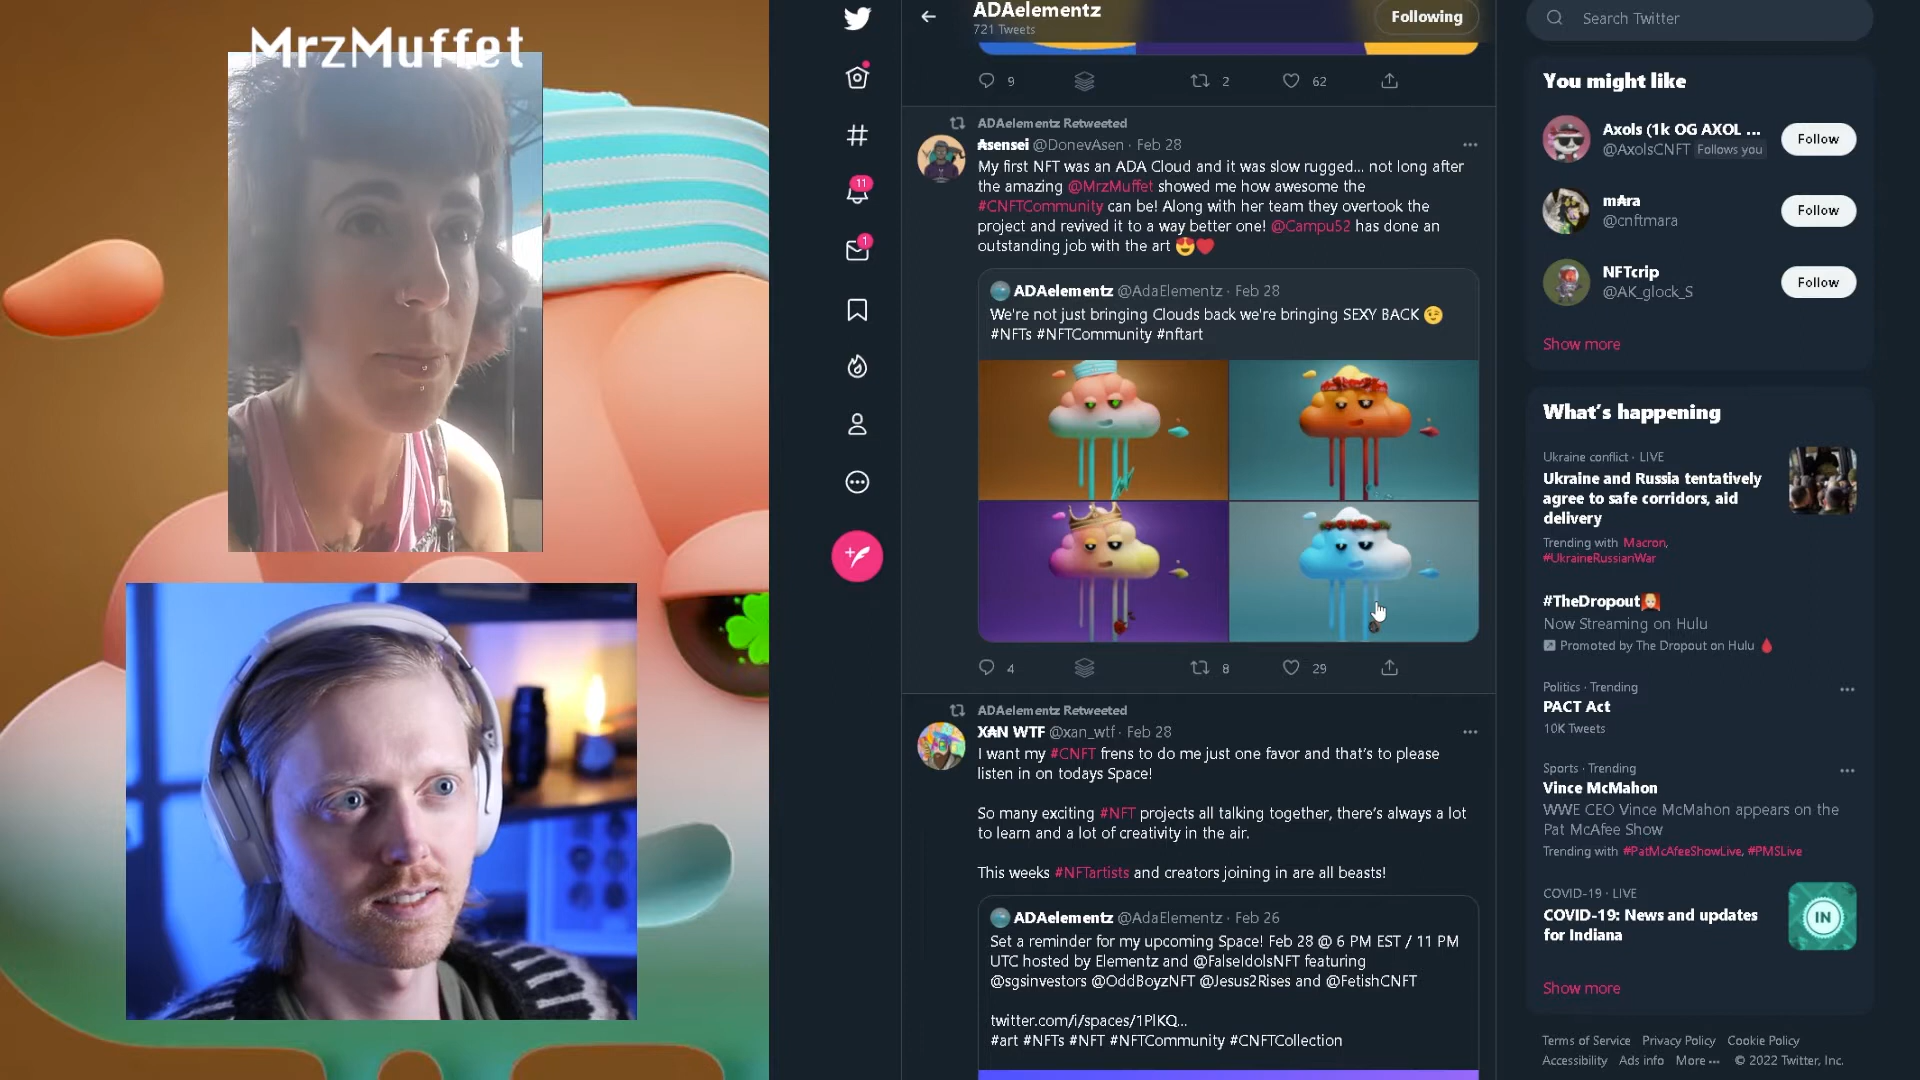 MrzMuffet
ADAelementz
721 Tweets
Following
9
2
62
ADAelementz Retweeted
₳sensei @DonevAsen · Feb 28
My first NFT was an ADA Cloud and it was slow rugged... not long after
the amazing @MrzMuffet showed me how awesome the
#CNFTCommunity can be! Along with her team they overtook the
project and revived it to a way better one! @Campu52 has done an
outstanding job with the art 😍❤️
ADAelementz @AdaElementz · Feb 28
We're not just bringing Clouds back we're bringing SEXY BACK 😉
#NFTs #NFTCommunity #nftart
4
8
29
ADAelementz Retweeted
X₳N WTF @xan_wtf · Feb 28
I want my #CNFT frens to do me just one favor and that's to please
listen in on todays Space!
So many exciting #NFT projects all talking together, there's always a lot
to learn and a lot of creativity in the air.
This weeks #NFTartists and creators joining in are all beasts!
ADAelementz @AdaElementz · Feb 26
Set a reminder for my upcoming Space! Feb 28 @ 6 PM EST / 11 PM
UTC hosted by Elementz and @FalseIdolsNFT featuring
@sgsinvestors @OddBoyzNFT @Jesus2Rises and @FetishCNFT
twitter.com/i/spaces/1PlKQ...
#art #NFTs #NFT #NFTCommunity #CNFTCollection
11
1
Search Twitter
You might like
Axols (1k OG AXOL ...
@AxolsCNFT Follows you
Follow
m₳ra
@cnftmara
Follow
NFTcrip
@AK_glock_S
Follow
Show more
What's happening
Ukraine conflict · LIVE
Ukraine and Russia tentatively
agree to safe corridors, aid
delivery
Trending with Macron,
#UkraineRussianWar
#TheDropout
Now Streaming on Hulu
Promoted by The Dropout on Hulu 🩸
Politics · Trending
PACT Act
10K Tweets
Sports · Trending
Vince McMahon
WWE CEO Vince McMahon appears on the
Pat McAfee Show
Trending with #PatMcAfeeShowLive, #PMSLive
COVID-19 · LIVE
COVID-19: News and updates
for Indiana
IN
Show more
Terms of Service Privacy Policy Cookie Policy
Accessibility Ads info More ··· © 2022 Twitter, Inc.